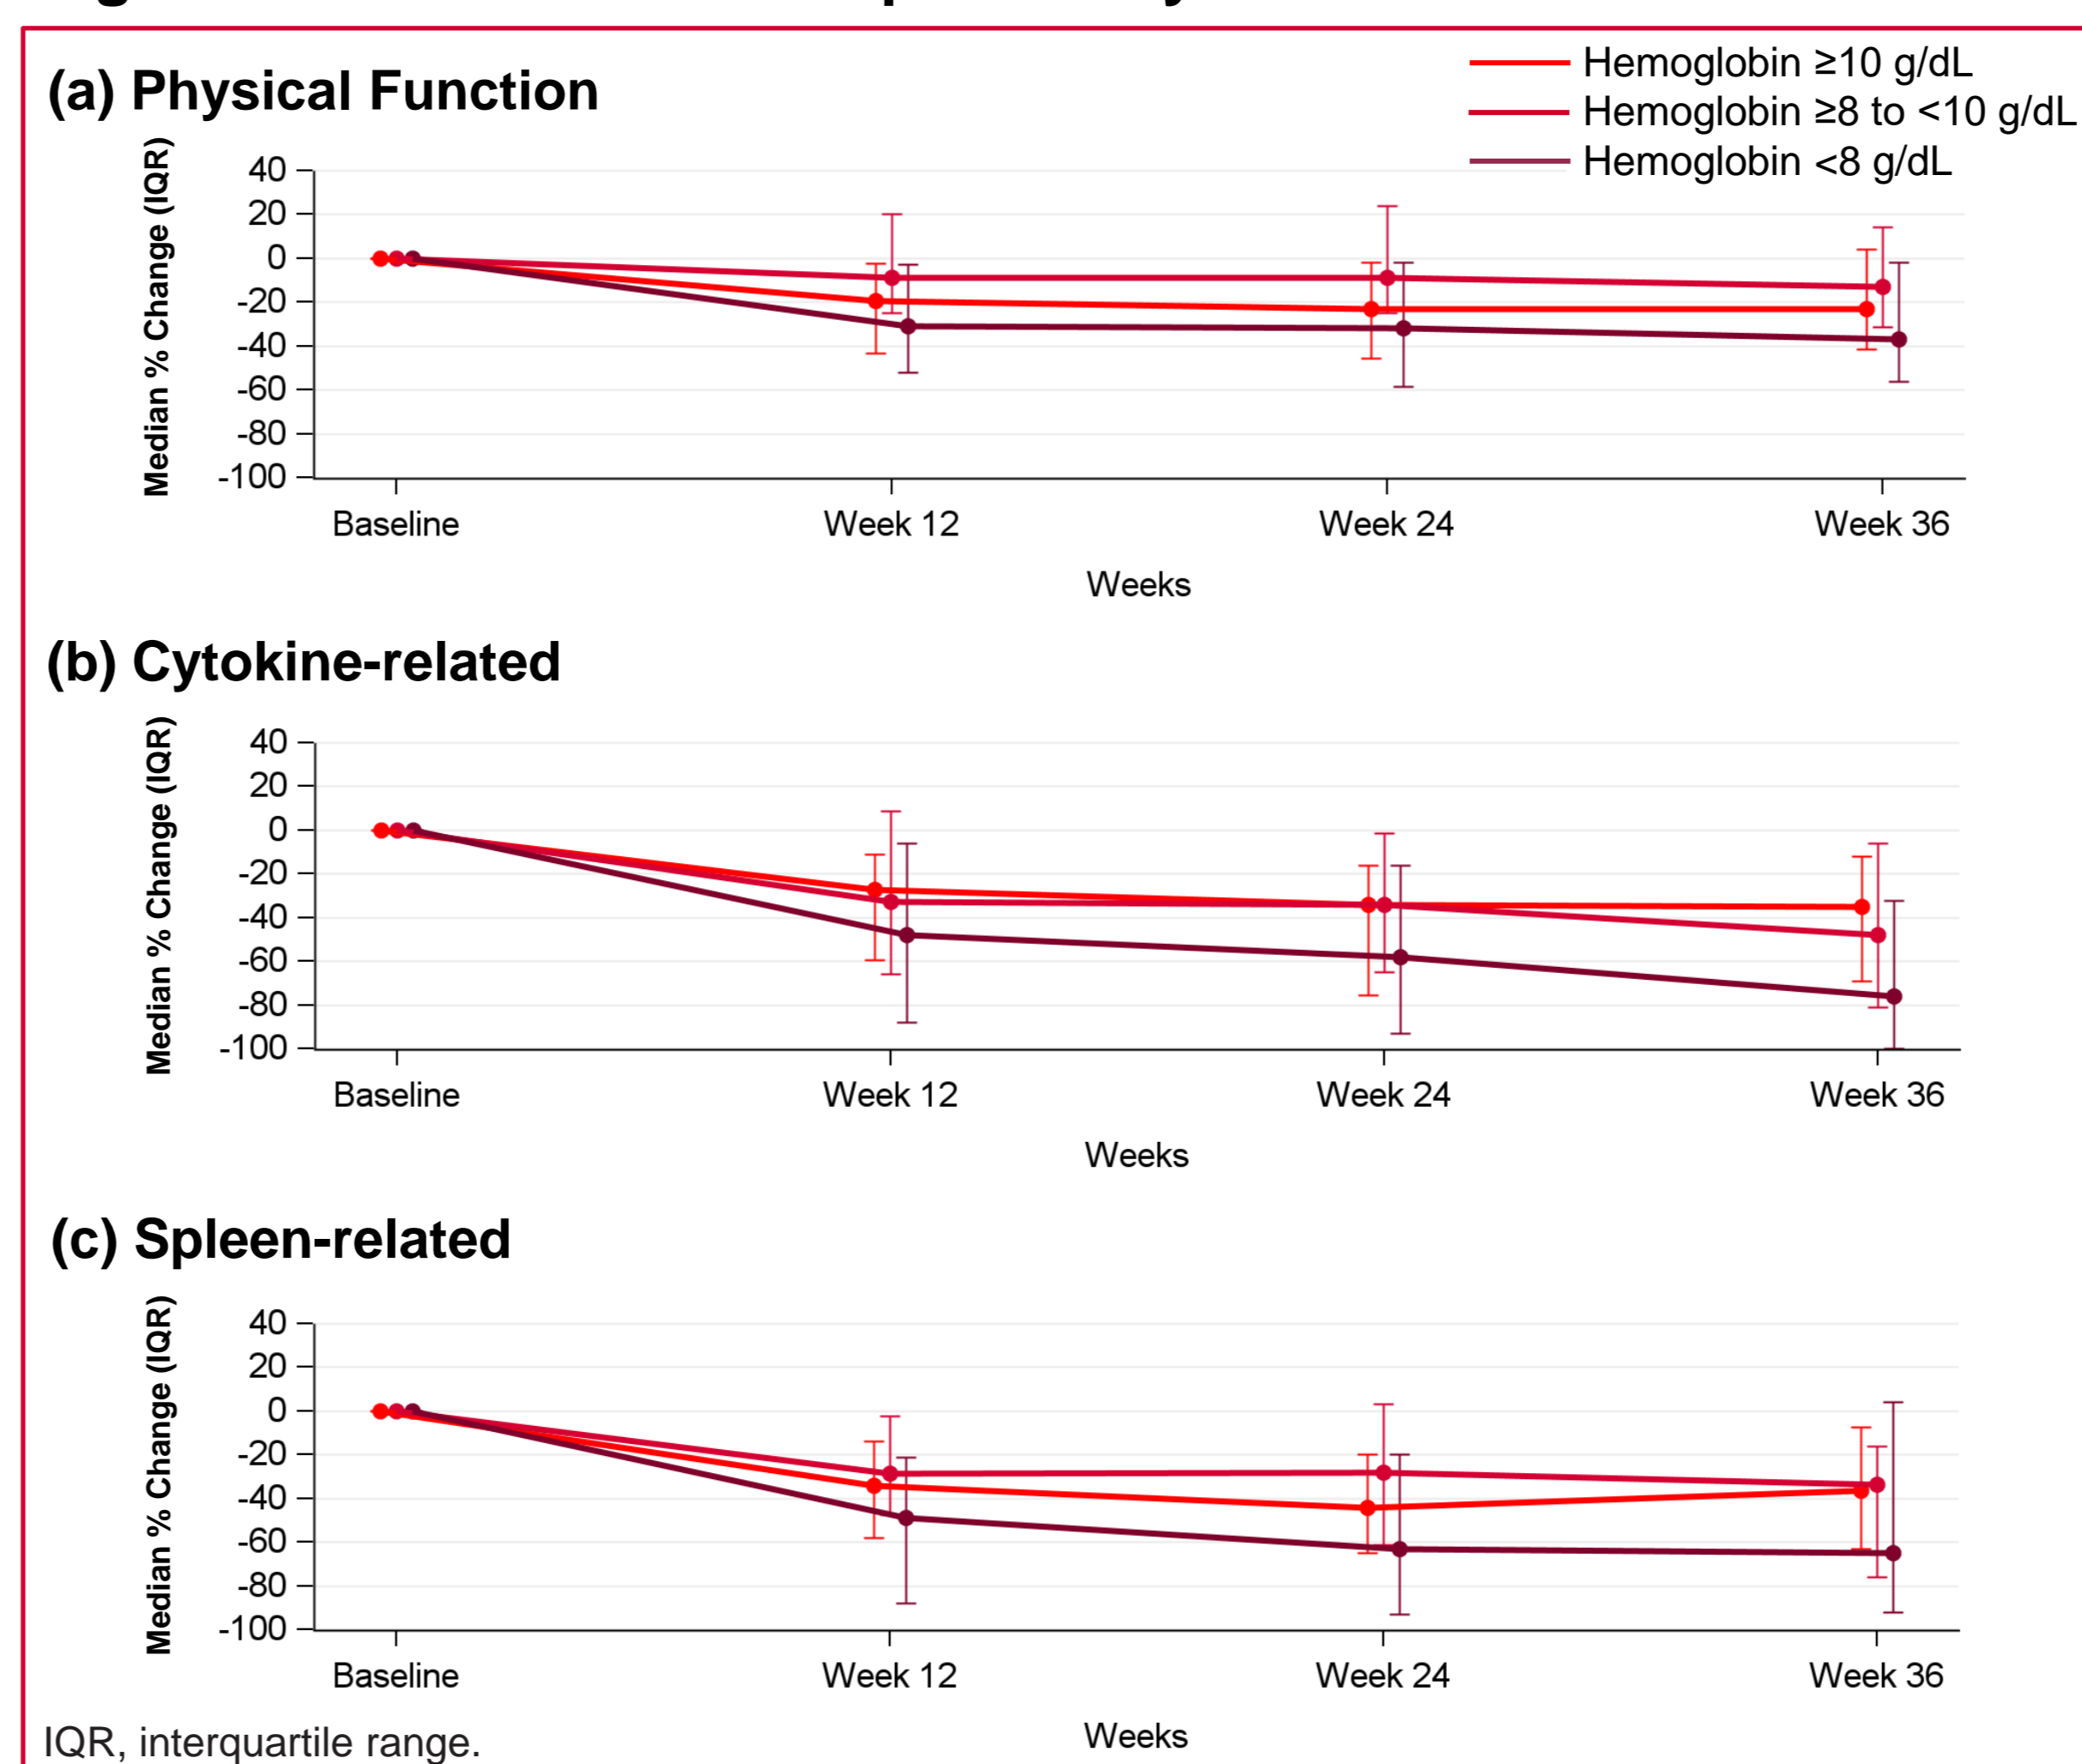 Hemoglobin ≥10 g/dL
(a) Physical Function
Hemoglobin ≥8 to <10 g/dL
Hemoglobin <8 g/dL
Median % Change (IQR)
40
20
0
-20
-40
-60
-80
-100
Baseline Week 12 Week 24 Week 36
Weeks
(b) Cytokine-related
Median % Change (IQR)
40
20
0
-20
-40
-60
-80
-100
Baseline Week 12 Week 24 Week 36
Weeks
(c) Spleen-related
Median % Change (IQR)
40
20
0
-20
-40
-60
-80
-100
Baseline Week 12 Week 24 Week 36
Weeks
IQR, interquartile range.